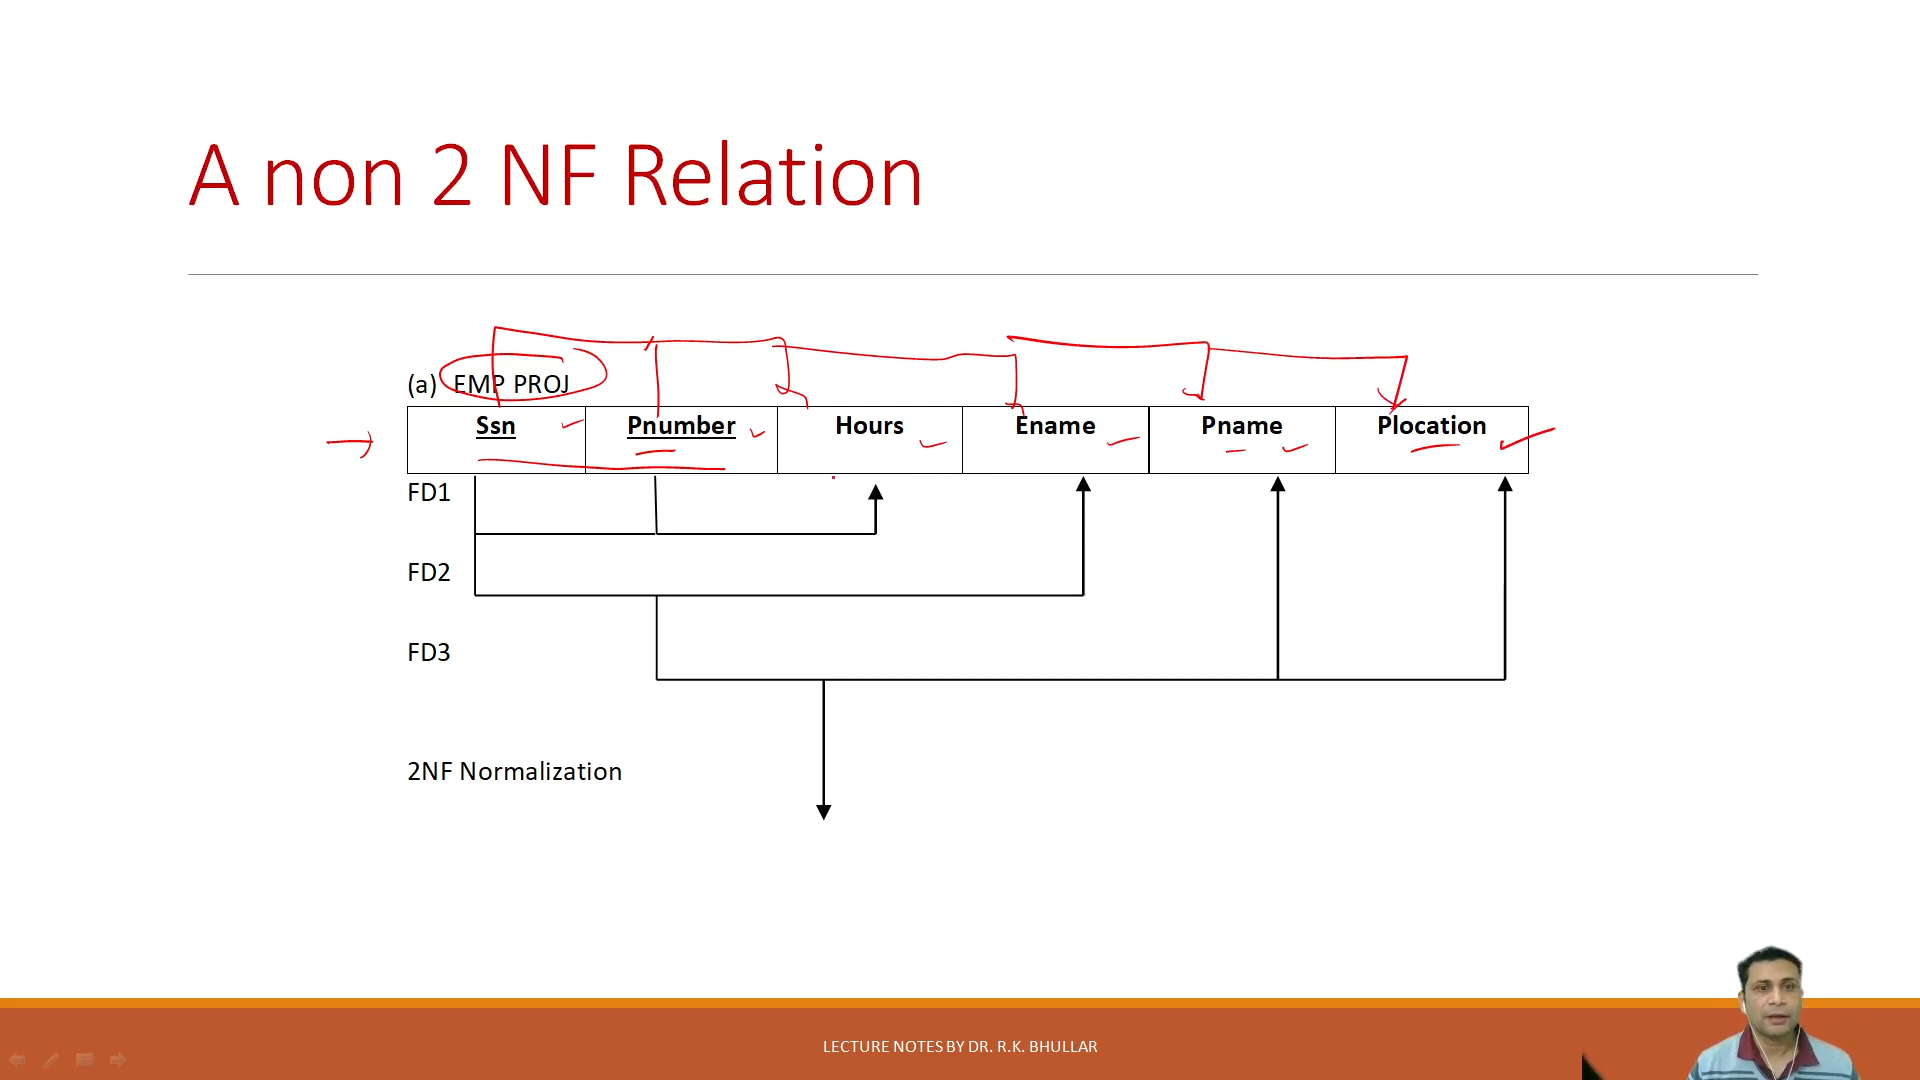 A non 2 NF Relation
(a) EMP PROJ
Ssn Pnumber Hours Ename Pname Plocation
FD1
FD2
FD3
2NF Normalization
LECTURE NOTES BY DR. R.K. BHULLAR